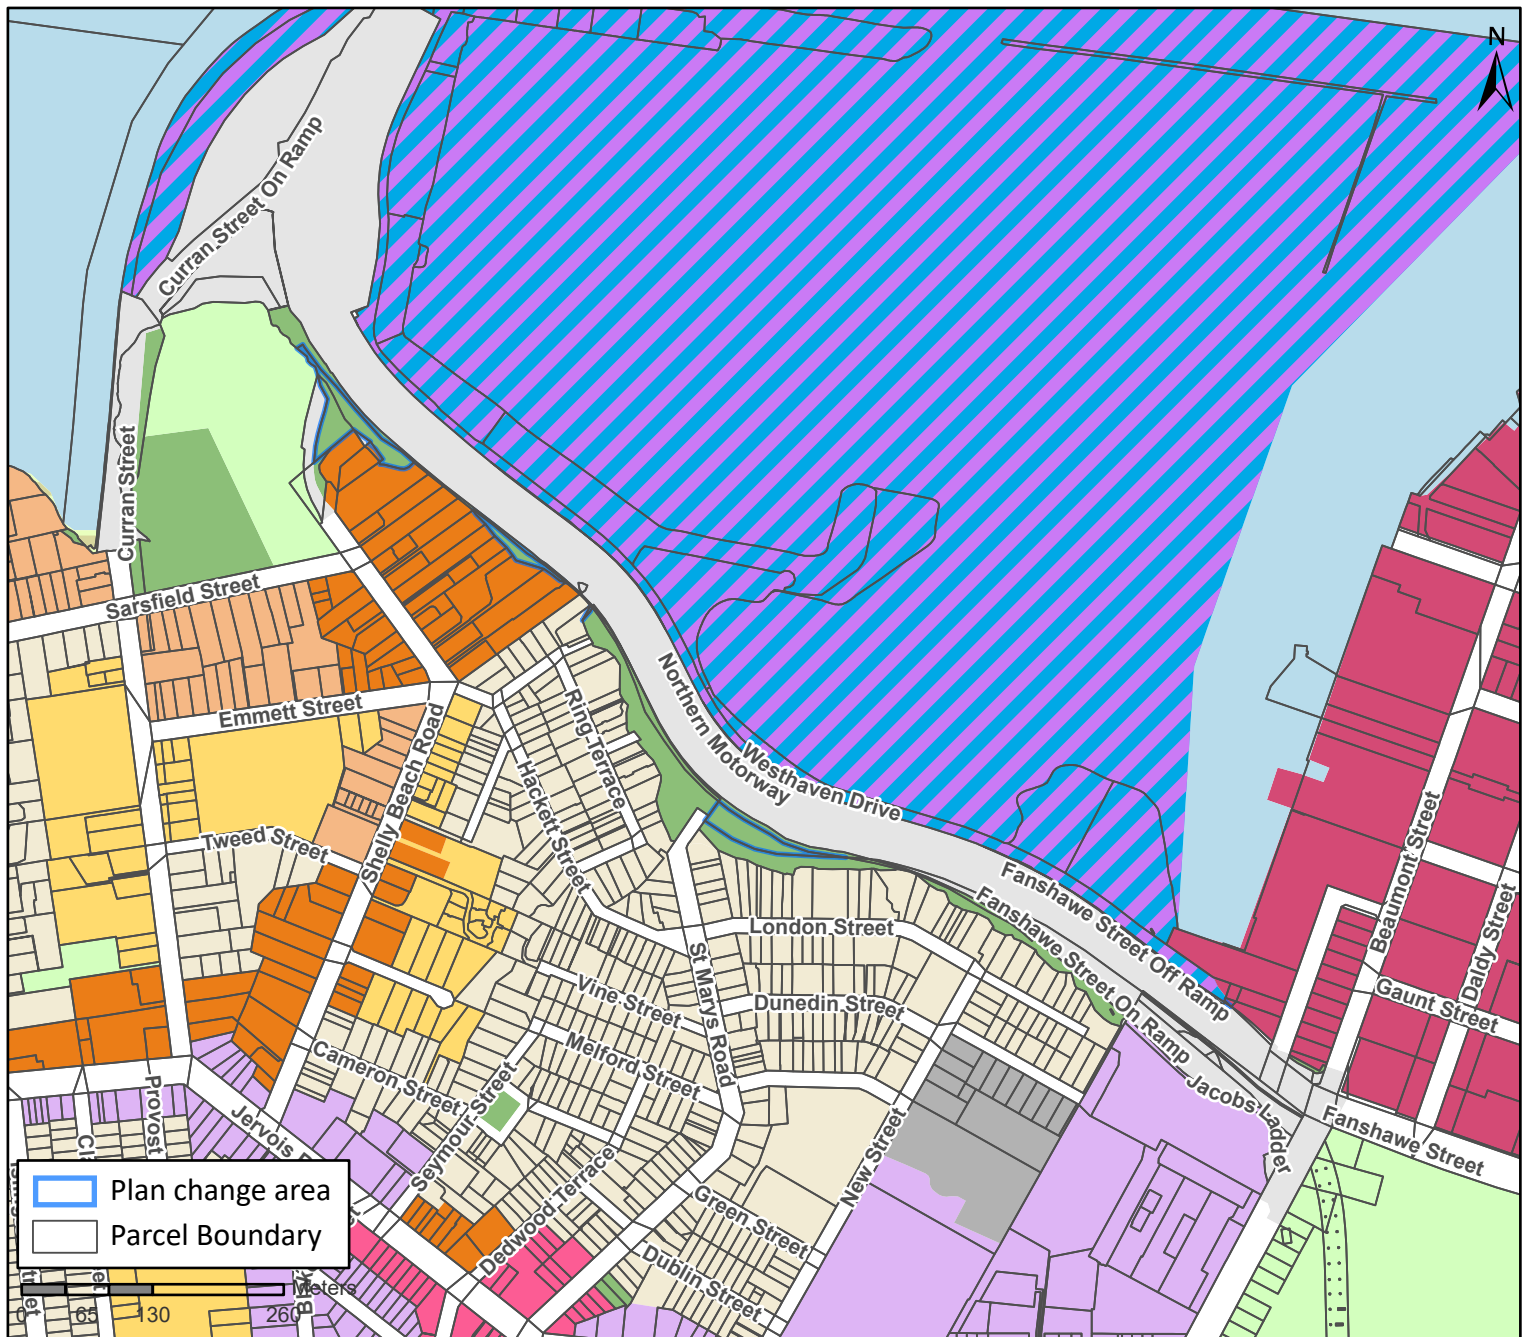 N
Curran Street On Ramp
Curran Street
Sarsfield Street
Emmett Street
Shelly Beach Road
Ring Terrace
Hackett Street
Tweed Street
Northern Motorway
Westhaven Drive
Fanshawe Street Off Ramp
Fanshawe Street On Ramp
Beaumont Street
Daldy Street
Gaunt Street
London Street
St Marys Road
Vine Street
Dunedin Street
Melford Street
Cameron Street
Seymour Street
Provost
Jervois
Jacobs Ladder
Fanshawe Street
New Street
Dedwood Terrace
Green Street
Dublin Street
Plan change area
Parcel Boundary
Meters
0 65 130 260